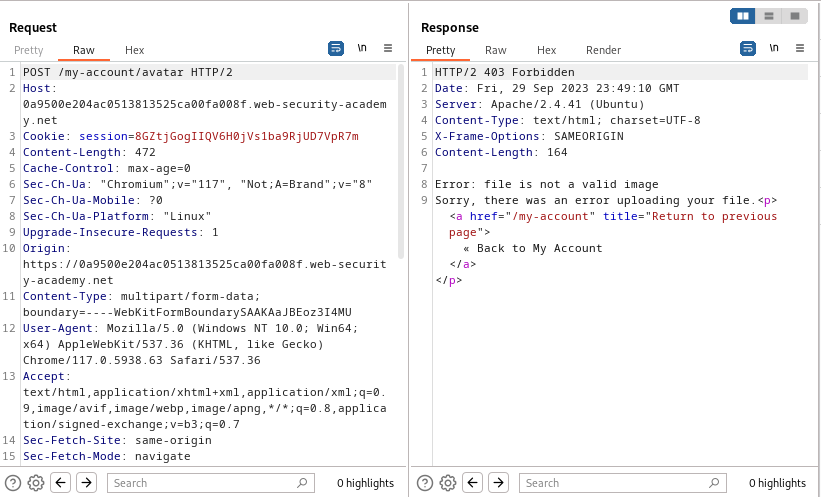 Request
Pretty Raw Hex
\n
1 POST /my-account/avatar HTTP/2
2 Host:
0a9500e204ac0513813525ca00fa008f.web-security-academ
y.net
3 Cookie: session=8GZtjGogIIQV6H0jVs1ba9RjUD7VpR7m
4 Content-Length: 472
5 Cache-Control: max-age=0
6 Sec-Ch-Ua: "Chromium";v="117", "Not;A=Brand";v="8"
7 Sec-Ch-Ua-Mobile: ?0
8 Sec-Ch-Ua-Platform: "Linux"
9 Upgrade-Insecure-Requests: 1
10 Origin:
https://0a9500e204ac0513813525ca00fa008f.web-securit
y-academy.net
11 Content-Type: multipart/form-data;
boundary=----WebKitFormBoundarySAAKAaJBEoz3I4MU
12 User-Agent: Mozilla/5.0 (Windows NT 10.0; Win64;
x64) AppleWebKit/537.36 (KHTML, like Gecko)
Chrome/117.0.5938.63 Safari/537.36
13 Accept:
text/html,application/xhtml+xml,application/xml;q=0.
9,image/avif,image/webp,image/apng,*/*;q=0.8,applica
tion/signed-exchange;v=b3;q=0.7
14 Sec-Fetch-Site: same-origin
15 Sec-Fetch-Mode: navigate
Search
0 highlights
Response
Pretty Raw Hex Render
\n
1 HTTP/2 403 Forbidden
2 Date: Fri, 29 Sep 2023 23:49:10 GMT
3 Server: Apache/2.4.41 (Ubuntu)
4 Content-Type: text/html; charset=UTF-8
5 X-Frame-Options: SAMEORIGIN
6 Content-Length: 164
7
8 Error: file is not a valid image
9 Sorry, there was an error uploading your file.<p>
<a href="/my-account" title="Return to previous
page">
« Back to My Account
</a>
</p>
Search
0 highlights